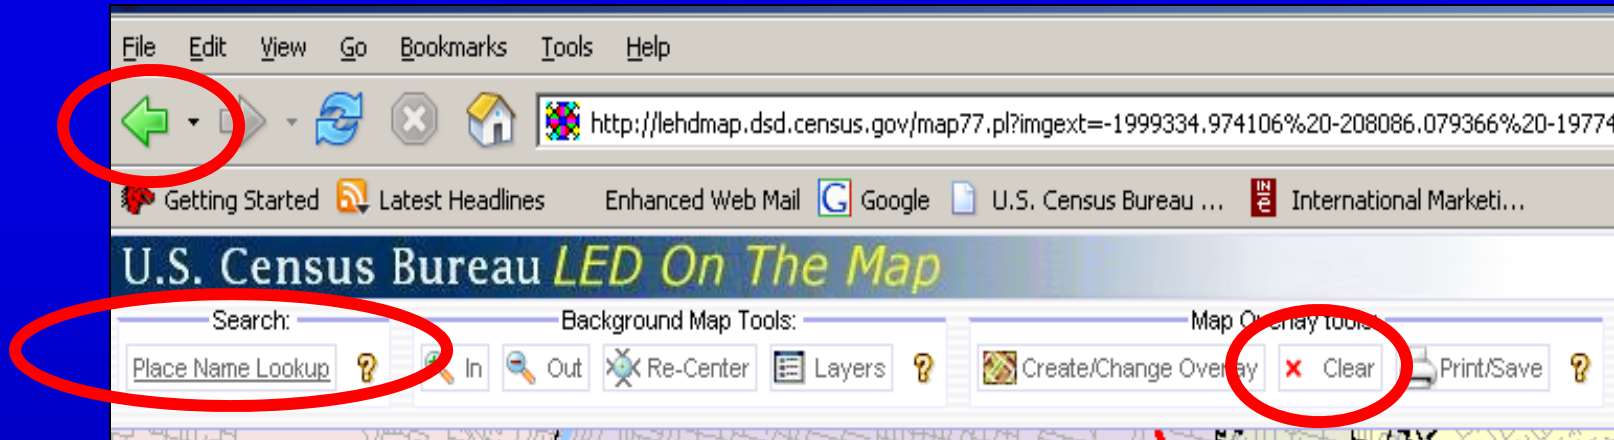 File Edit View Go Bookmarks Tools Help
http://lehdmap.dsd.census.gov/map77.pl?imgext=-1999334.974106%20-208086.079366%20-19774
Getting Started Latest Headlines Enhanced Web Mail G Google U.S. Census Bureau ... International Marketi...
U.S. Census Bureau LED On The Map
Search: Background Map Tools: Map Overlay tools:
Place Name Lookup ? In Out Re-Center Layers ? Create/Change Overlay Clear Print/Save ?